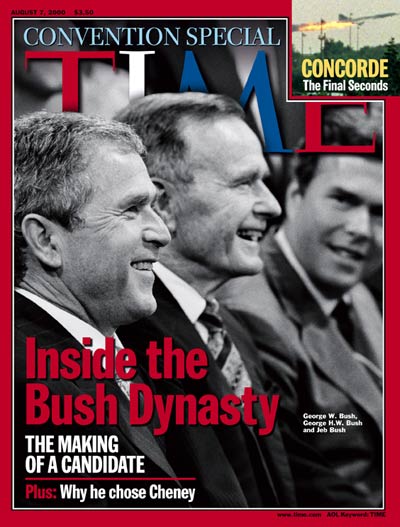 AUGUST 7, 2000 $3.50
CONVENTION SPECIAL
TIME
CONCORDE
The Final Seconds
Inside the
Bush Dynasty
THE MAKING
OF A CANDIDATE
Plus: Why he chose Cheney
George W. Bush,
George H.W. Bush
and Jeb Bush
www.time.com AOL Keyword: TIME